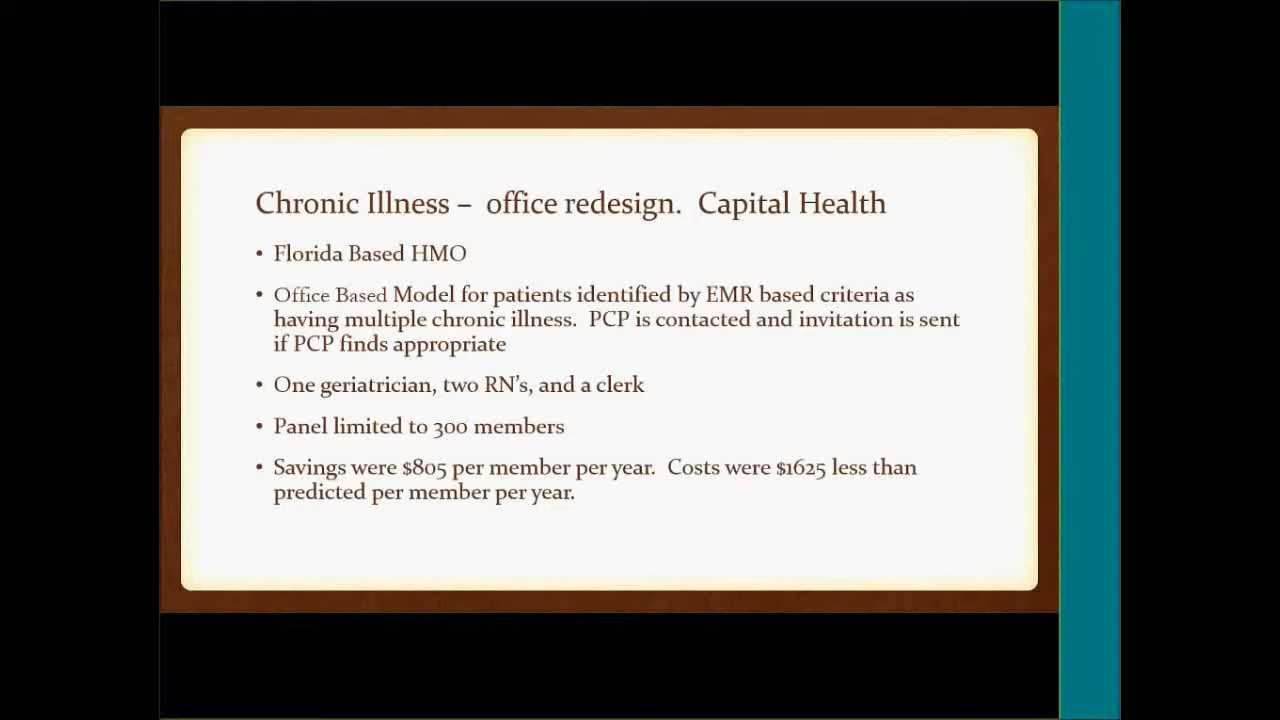 Chronic Illness – office redesign. Capital Health
• Florida Based HMO
• Office Based Model for patients identified by EMR based criteria as
having multiple chronic illness. PCP is contacted and invitation is sent
if PCP finds appropriate
• One geriatrician, two RN's, and a clerk
• Panel limited to 300 members
• Savings were $805 per member per year. Costs were $1625 less than
predicted per member per year.